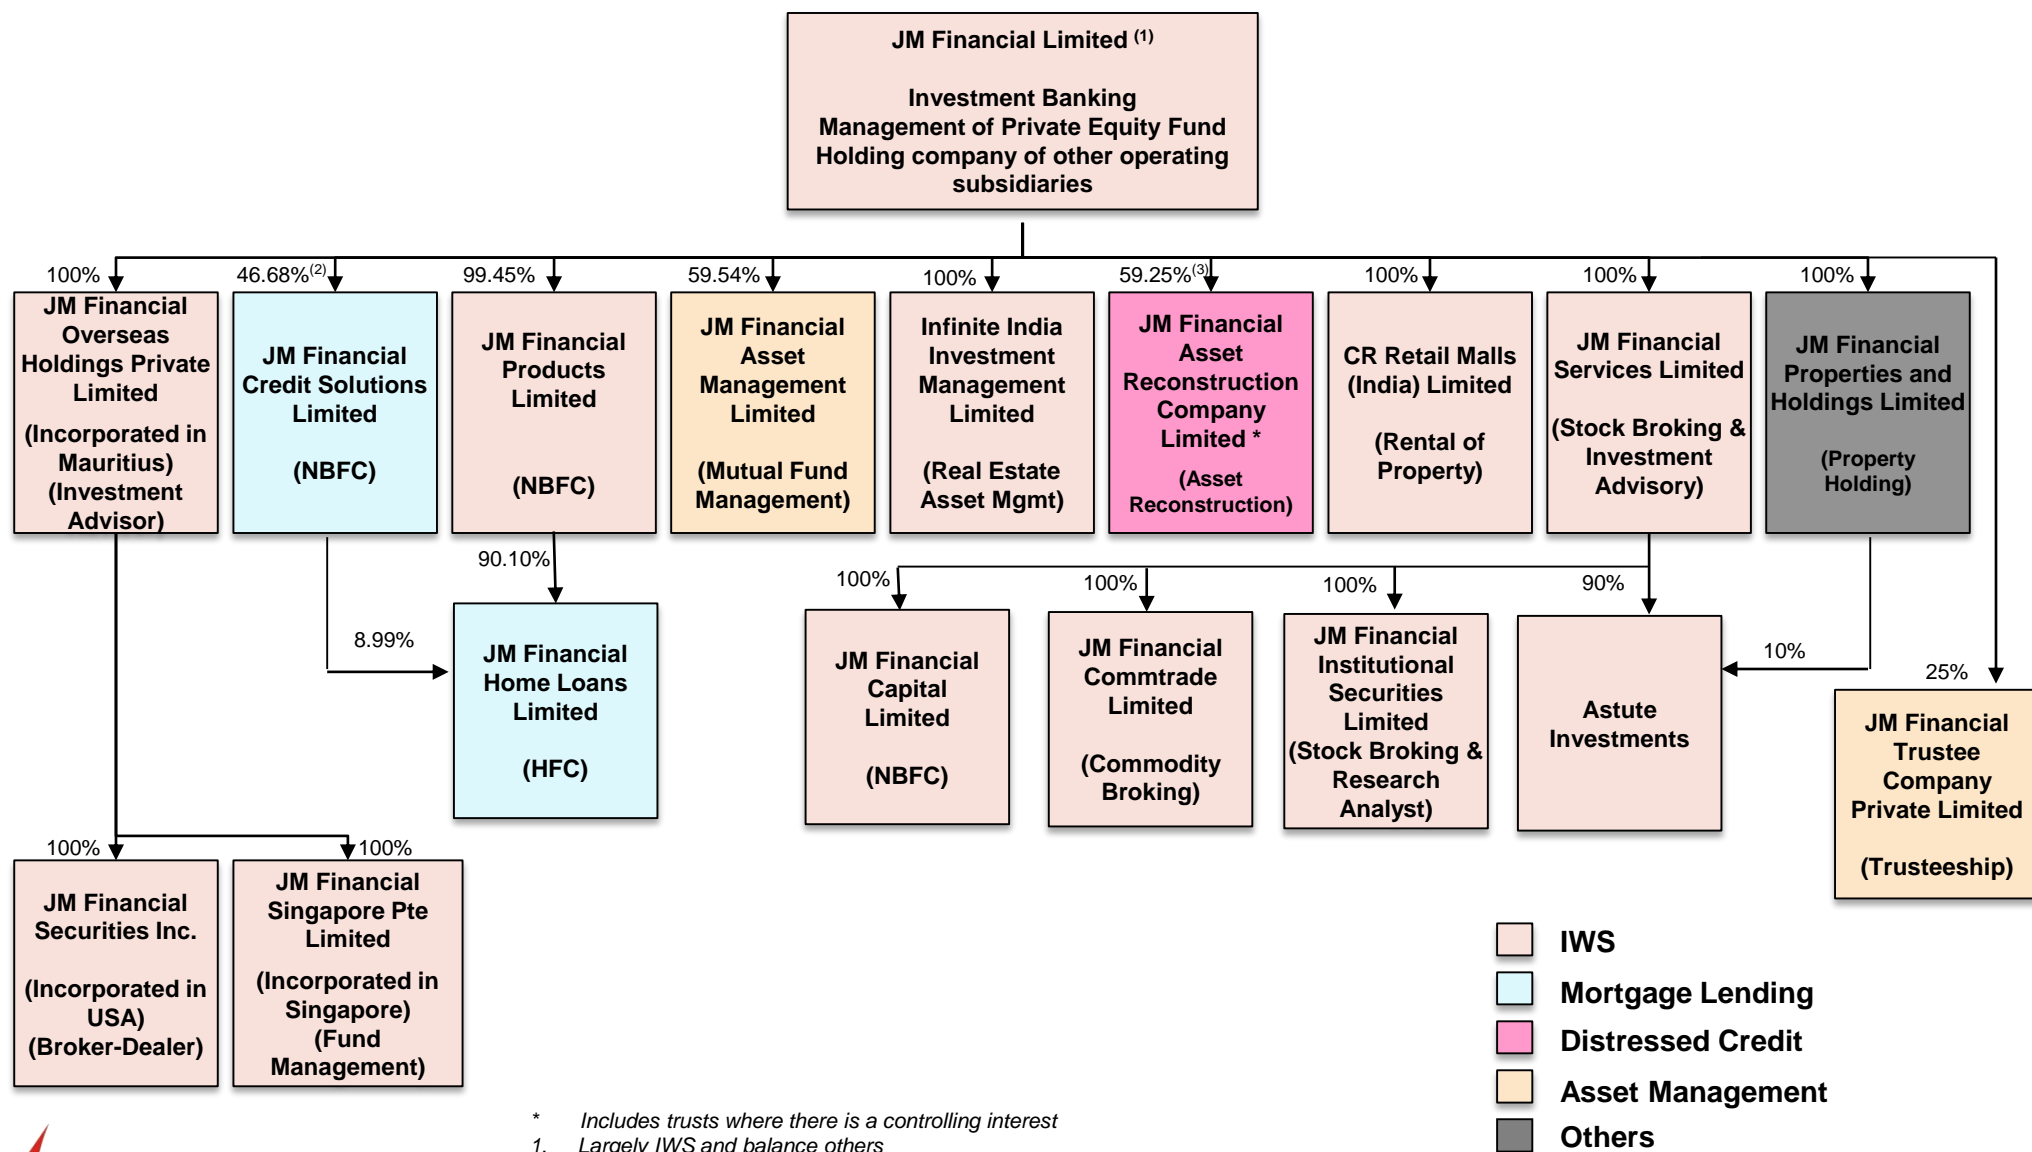 JM Financial Limited (1)
Investment Banking
Management of Private Equity Fund
Holding company of other operating
subsidiaries
100%
46.68%(2)
99.45%
59.54%
100%
59.25%(3)
100%
100%
100%
JM Financial
Overseas
Holdings Private
Limited
(Incorporated in
Mauritius)
(Investment
Advisor)
JM Financial
Credit Solutions
Limited
(NBFC)
JM Financial
Products
Limited
(NBFC)
JM Financial
Asset
Management
Limited
(Mutual Fund
Management)
Infinite India
Investment
Management
Limited
(Real Estate
Asset Mgmt)
JM Financial
Asset
Reconstruction
Company
Limited *
(Asset
Reconstruction)
CR Retail Malls
(India) Limited
(Rental of
Property)
JM Financial
Services Limited
(Stock Broking &
Investment
Advisory)
JM Financial
Properties and
Holdings Limited
(Property
Holding)
90.10%
8.99%
100%
100%
100%
90%
10%
25%
JM Financial
Home Loans
Limited
(HFC)
JM Financial
Capital
Limited
(NBFC)
JM Financial
Commtrade
Limited
(Commodity
Broking)
JM Financial
Institutional
Securities
Limited
(Stock Broking &
Research
Analyst)
Astute
Investments
JM Financial
Trustee
Company
Private Limited
(Trusteeship)
100%
100%
JM Financial
Securities Inc.
(Incorporated in
USA)
(Broker-Dealer)
JM Financial
Singapore Pte
Limited
(Incorporated in
Singapore)
(Fund
Management)
IWS
Mortgage Lending
Distressed Credit
Asset Management
Others
* Includes trusts where there is a controlling interest
1. Largely IWS and balance others